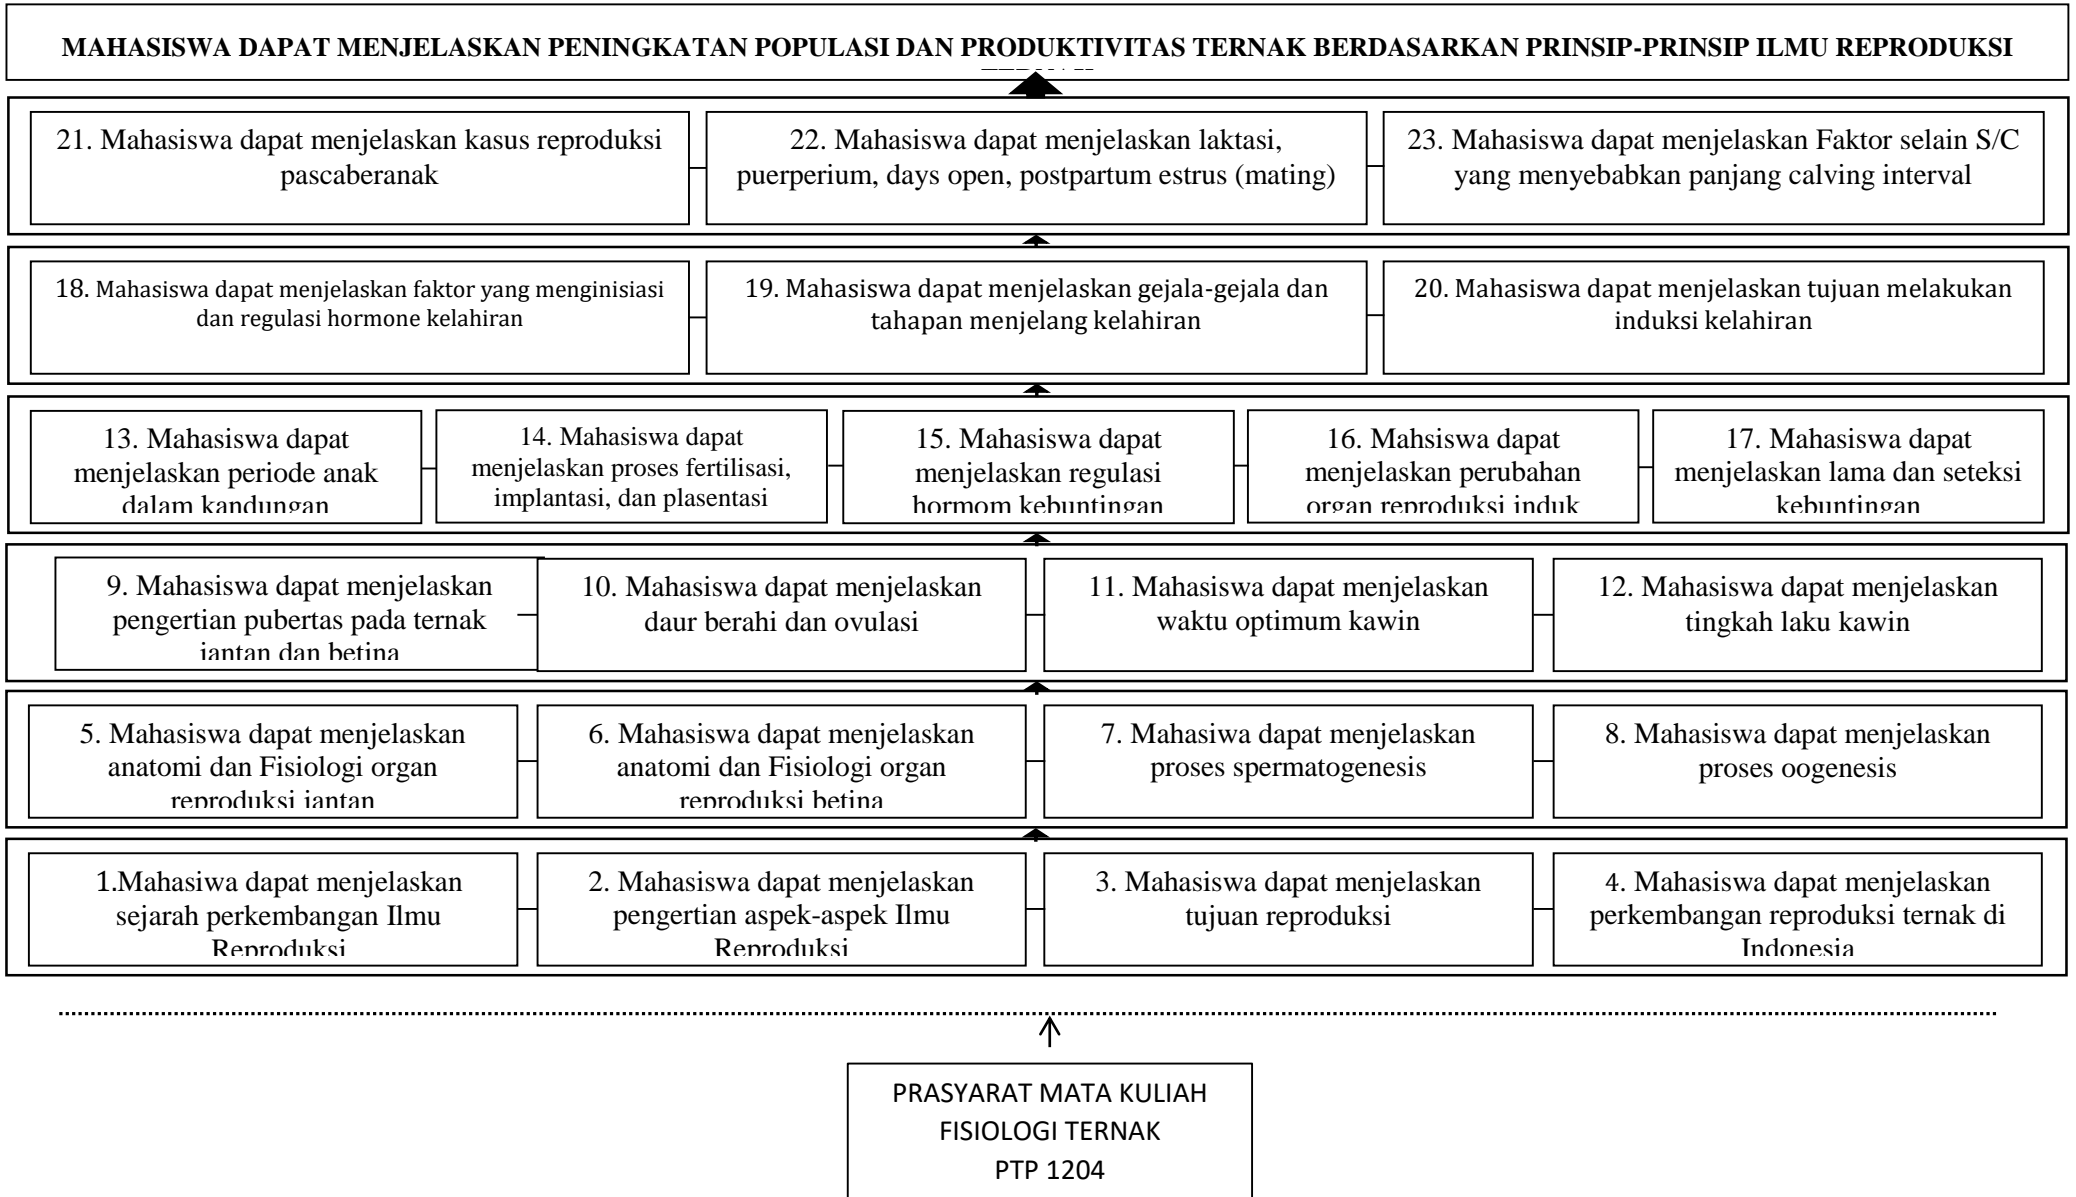 MAHASISWA DAPAT MENJELASKAN PENINGKATAN POPULASI DAN PRODUKTIVITAS TERNAK BERDASARKAN PRINSIP-PRINSIP ILMU REPRODUKSI
21. Mahasiswa dapat menjelaskan kasus reproduksi
pascaberanak
22. Mahasiswa dapat menjelaskan laktasi,
puerperium, days open, postpartum estrus (mating)
23. Mahasiswa dapat menjelaskan Faktor selain S/C
yang menyebabkan panjang calving interval
18. Mahasiswa dapat menjelaskan faktor yang menginisiasi
dan regulasi hormone kelahiran
19. Mahasiswa dapat menjelaskan gejala-gejala dan
tahapan menjelang kelahiran
20. Mahasiswa dapat menjelaskan tujuan melakukan
induksi kelahiran
13. Mahasiswa dapat
menjelaskan periode anak
dalam kandungan
14. Mahasiswa dapat
menjelaskan proses fertilisasi,
implantasi, dan plasentasi
15. Mahasiswa dapat
menjelaskan regulasi
hormom kebuntingan
16. Mahsiswa dapat
menjelaskan perubahan
organ reproduksi induk
17. Mahasiswa dapat
menjelaskan lama dan seteksi
kebuntingan
9. Mahasiswa dapat menjelaskan
pengertian pubertas pada ternak
jantan dan betina
10. Mahasiswa dapat menjelaskan
daur berahi dan ovulasi
11. Mahasiswa dapat menjelaskan
waktu optimum kawin
12. Mahasiswa dapat menjelaskan
tingkah laku kawin
5. Mahasiswa dapat menjelaskan
anatomi dan Fisiologi organ
reproduksi jantan
6. Mahasiswa dapat menjelaskan
anatomi dan Fisiologi organ
reproduksi betina
7. Mahasiwa dapat menjelaskan
proses spermatogenesis
8. Mahasiswa dapat menjelaskan
proses oogenesis
1.Mahasiwa dapat menjelaskan
sejarah perkembangan Ilmu
Reproduksi
2. Mahasiswa dapat menjelaskan
pengertian aspek-aspek Ilmu
Reproduksi
3. Mahasiswa dapat menjelaskan
tujuan reproduksi
4. Mahasiswa dapat menjelaskan
perkembangan reproduksi ternak di
Indonesia
PRASYARAT MATA KULIAH
FISIOLOGI TERNAK
PTP 1204